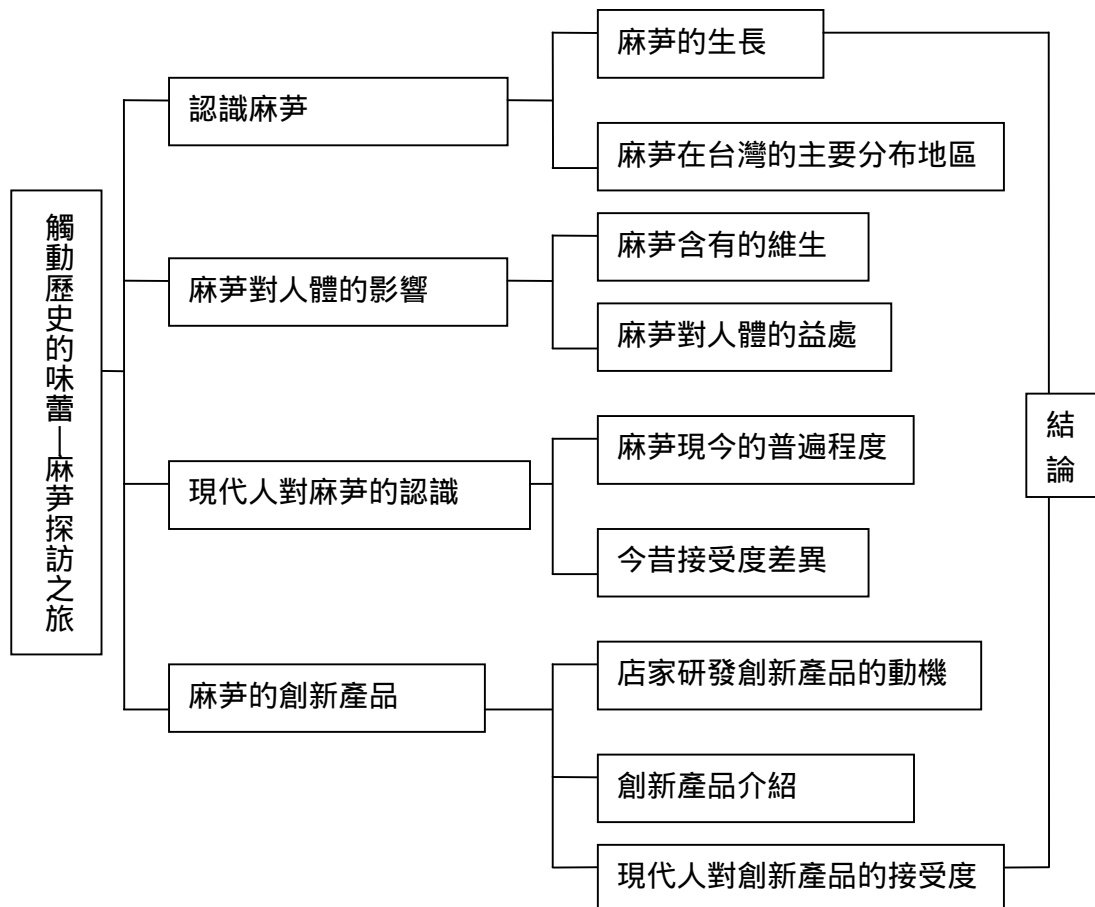 觸動歷史的味蕾—麻芛探訪之旅
認識麻芛
麻芛的生長
麻芛在台灣的主要分布地區
麻芛對人體的影響
麻芛含有的維生
麻芛對人體的益處
現代人對麻芛的認識
麻芛現今的普遍程度
今昔接受度差異
麻芛的創新產品
店家研發創新產品的動機
創新產品介紹
現代人對創新產品的接受度
結
論